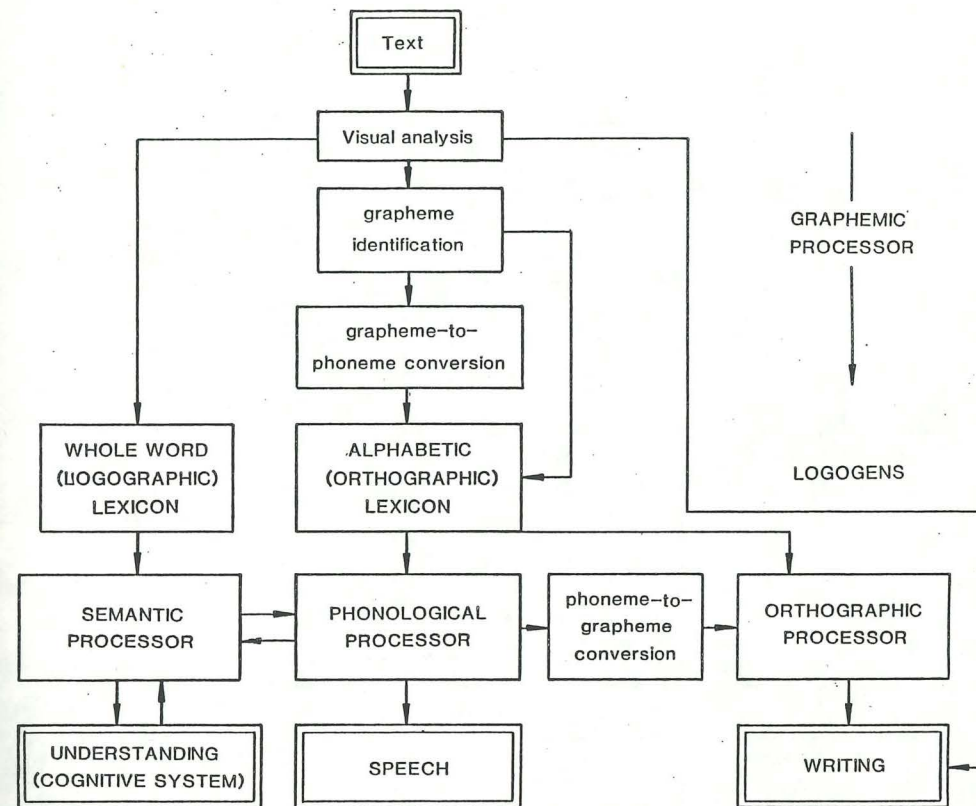 Text
Visual analysis
grapheme
identification
GRAPHEMIC
PROCESSOR
grapheme-to-
phoneme conversion
WHOLE WORD
(LOGOGRAPHIC)
LEXICON
ALPHABETIC
(ORTHOGRAPHIC)
LEXICON
LOGOGENS
SEMANTIC
PROCESSOR
PHONOLOGICAL
PROCESSOR
phoneme-to-
grapheme
conversion
ORTHOGRAPHIC
PROCESSOR
UNDERSTANDING
(COGNITIVE SYSTEM)
SPEECH
WRITING